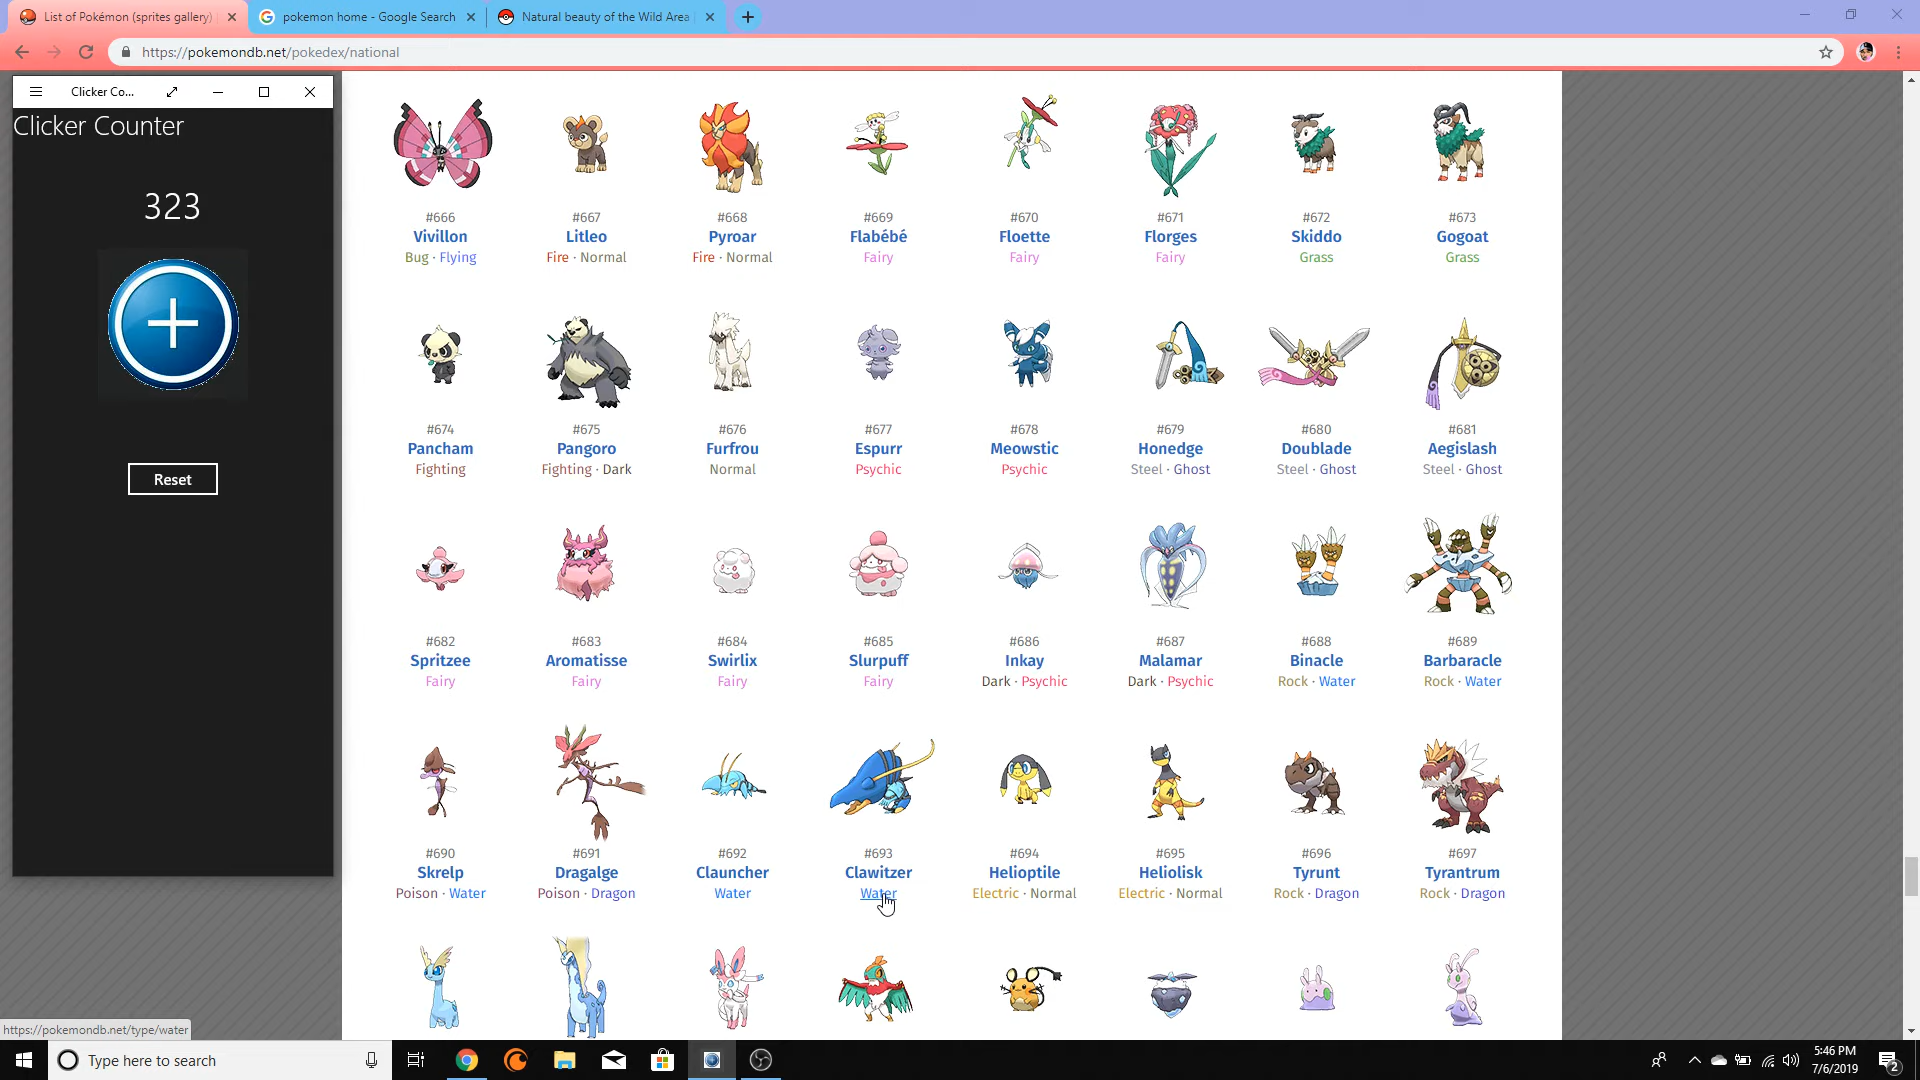 List of Pokémon (sprites gallery)
pokemon home - Google Search
Natural beauty of the Wild Area
https://pokemondb.net/pokedex/national
Clicker Co...
Clicker Counter
323
Reset
#666 #667 #668 #669 #670 #671 #672 #673
Vivillon Litleo Pyroar Flabébé Floette Florges Skiddo Gogoat
Bug · Flying Fire · Normal Fire · Normal Fairy Fairy Fairy Grass Grass
#674 #675 #676 #677 #678 #679 #680 #681
Pancham Pangoro Furfrou Espurr Meowstic Honedge Doublade Aegislash
Fighting Fighting · Dark Normal Psychic Psychic Steel · Ghost Steel · Ghost Steel · Ghost
#682 #683 #684 #685 #686 #687 #688 #689
Spritzee Aromatisse Swirlix Slurpuff Inkay Malamar Binacle Barbaracle
Fairy Fairy Fairy Fairy Dark · Psychic Dark · Psychic Rock · Water Rock · Water
#690 #691 #692 #693 #694 #695 #696 #697
Skrelp Dragalge Clauncher Clawitzer Helioptile Heliolisk Tyrunt Tyrantrum
Poison · Water Poison · Dragon Water Water Electric · Normal Electric · Normal Rock · Dragon Rock · Dragon
https://pokemondb.net/type/water
Type here to search
5:46 PM
7/6/2019
2